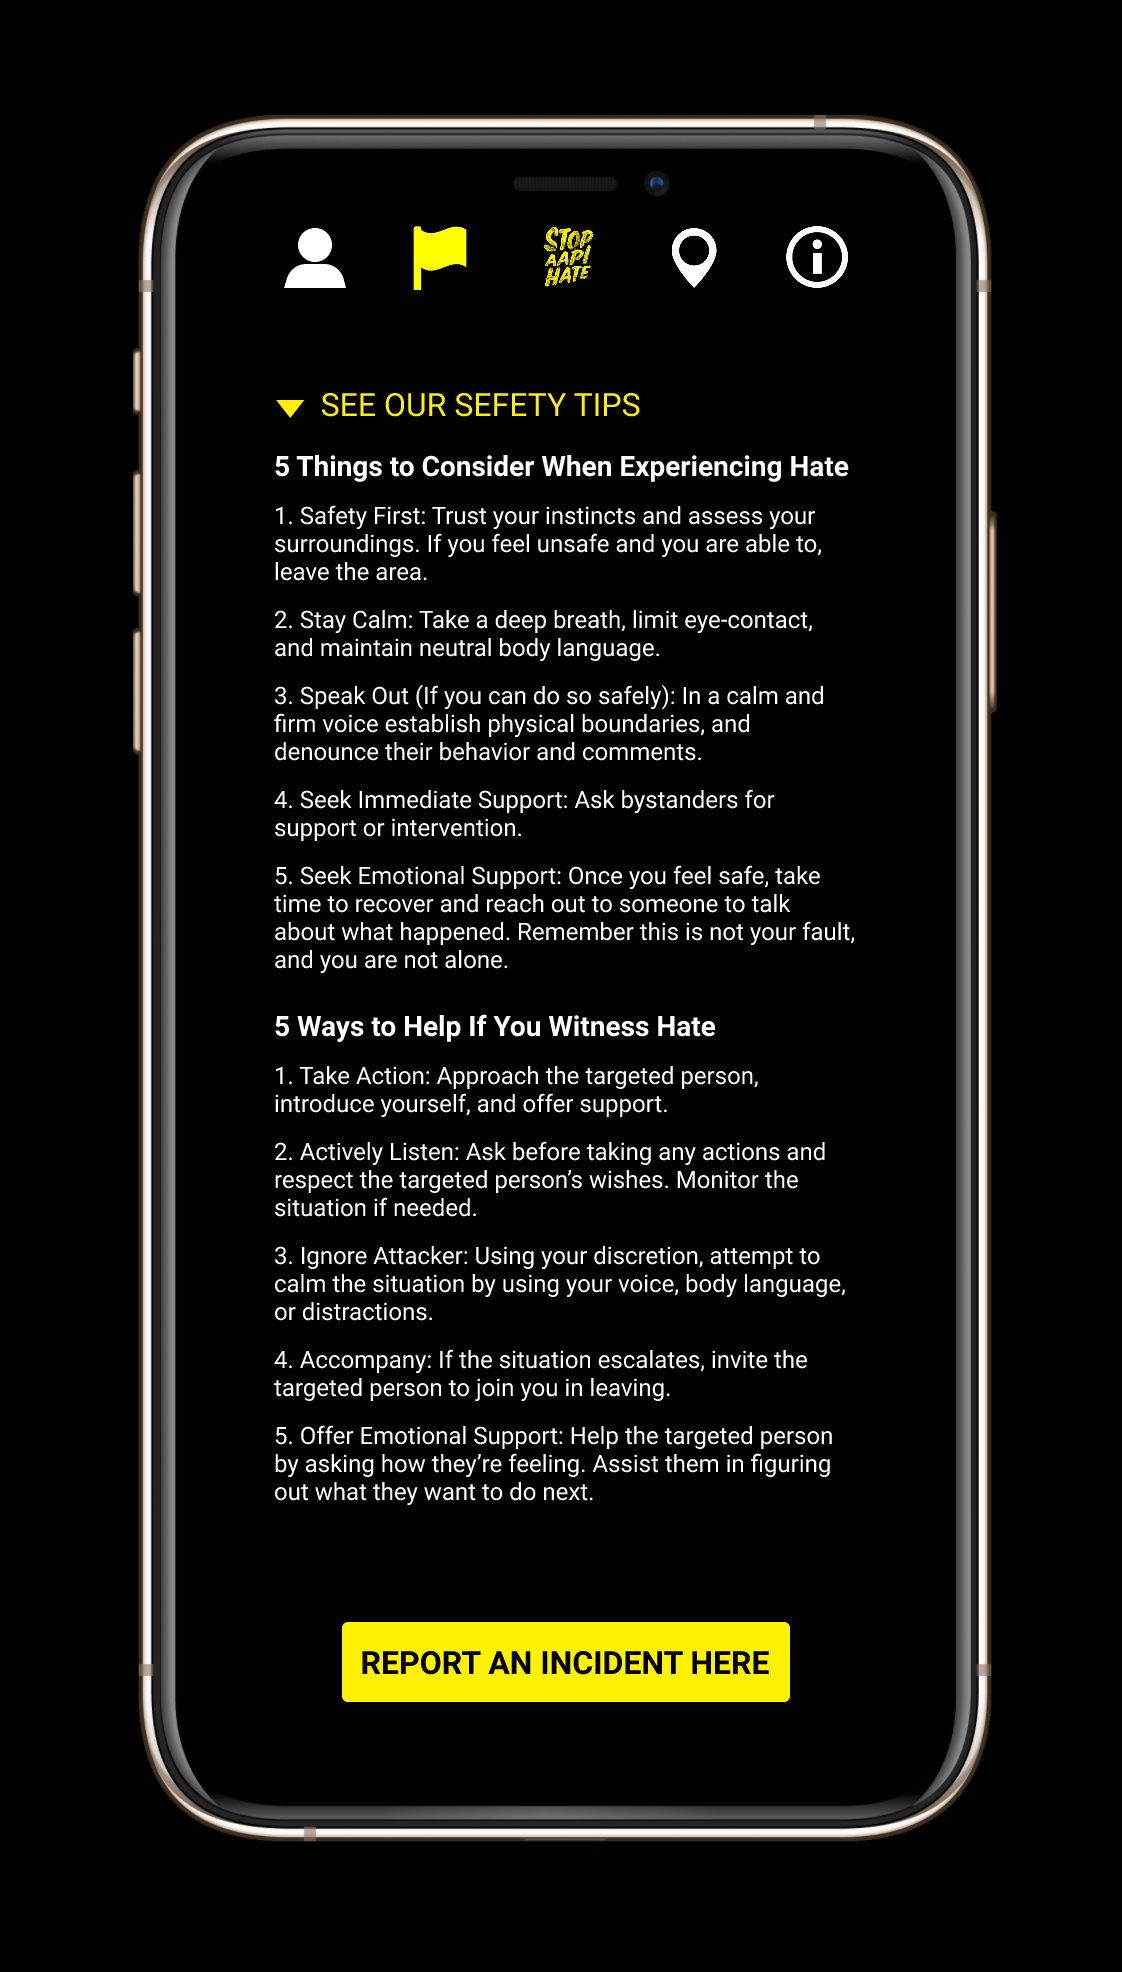 STOP
AAPI
HATE
SEE OUR SEFETY TIPS
5 Things to Consider When Experiencing Hate
1. Safety First: Trust your instincts and assess your
surroundings. If you feel unsafe and you are able to,
leave the area.
2. Stay Calm: Take a deep breath, limit eye-contact,
and maintain neutral body language.
3. Speak Out (If you can do so safely): In a calm and
firm voice establish physical boundaries, and
denounce their behavior and comments.
4. Seek Immediate Support: Ask bystanders for
support or intervention.
5. Seek Emotional Support: Once you feel safe, take
time to recover and reach out to someone to talk
about what happened. Remember this is not your fault,
and you are not alone.
5 Ways to Help If You Witness Hate
1. Take Action: Approach the targeted person,
introduce yourself, and offer support.
2. Actively Listen: Ask before taking any actions and
respect the targeted person’s wishes. Monitor the
situation if needed.
3. Ignore Attacker: Using your discretion, attempt to
calm the situation by using your voice, body language,
or distractions.
4. Accompany: If the situation escalates, invite the
targeted person to join you in leaving.
5. Offer Emotional Support: Help the targeted person
by asking how they’re feeling. Assist them in figuring
out what they want to do next.
REPORT AN INCIDENT HERE